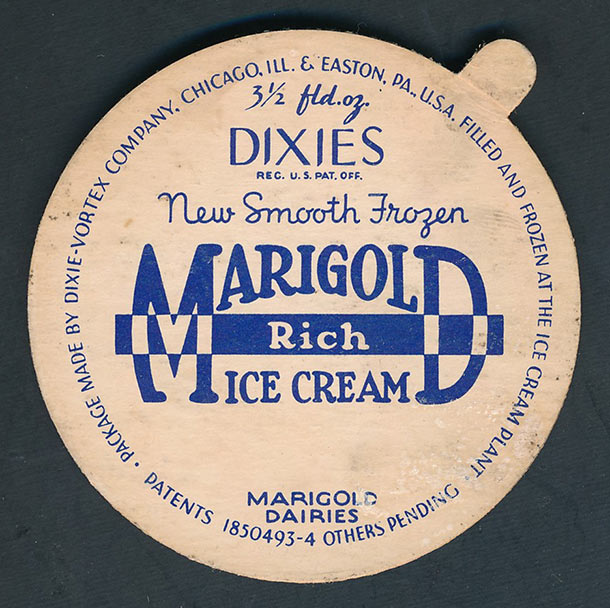 • PACKAGE MADE BY DIXIE-VORTEX COMPANY, CHICAGO, ILL. & EASTON, PA., U.S.A. FILLED AND FROZEN AT THE ICE CREAM PLANT •
3½ fld.oz.
DIXIES
REG. U.S. PAT. OFF.
New Smooth Frozen
MARIGOLD
Rich
ICE CREAM
MARIGOLD
DAIRIES
PATENTS 1850493-4 OTHERS PENDING